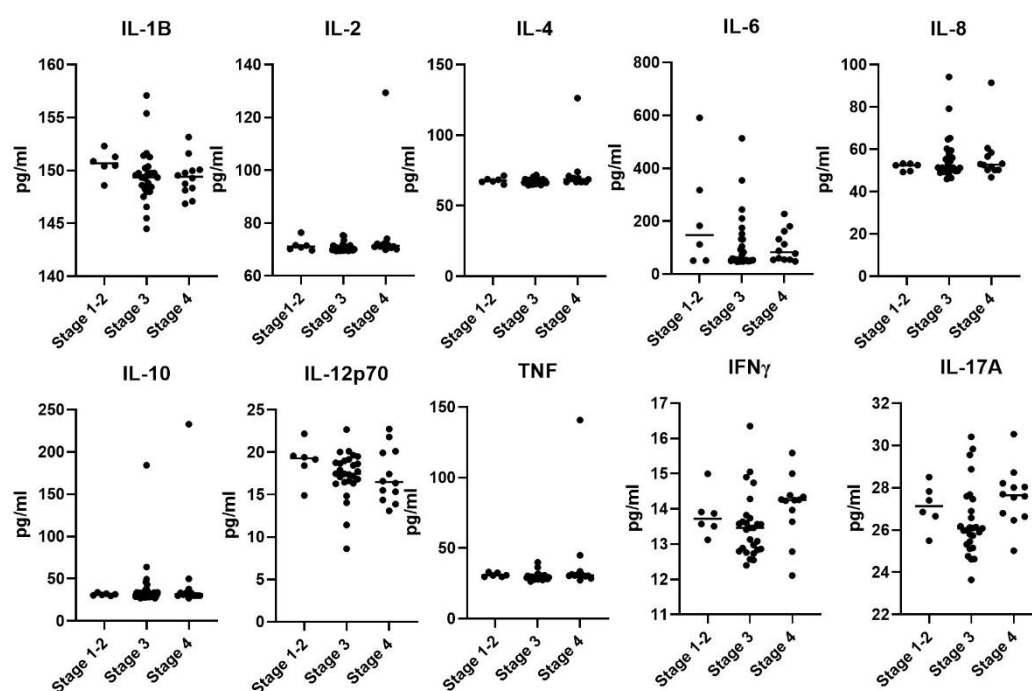 IL-1B
160
155
150
145
140
pg/ml
Stage 1-2
Stage 3
Stage 4
IL-2
140
120
100
80
60
pg/ml
Stage 1-2
Stage 3
Stage 4
IL-4
150
100
50
0
pg/ml
Stage 1-2
Stage 3
Stage 4
IL-6
800
600
400
200
0
pg/ml
Stage 1-2
Stage 3
Stage 4
IL-8
100
80
60
40
20
0
pg/ml
Stage 1-2
Stage 3
Stage 4
IL-10
250
200
150
100
50
0
pg/ml
Stage 1-2
Stage 3
Stage 4
IL-12p70
25
20
15
10
5
0
pg/ml
Stage 1-2
Stage 3
Stage 4
TNF
150
100
50
0
pg/ml
Stage 1-2
Stage 3
Stage 4
IFNγ
17
16
15
14
13
12
11
pg/ml
Stage 1-2
Stage 3
Stage 4
IL-17A
32
30
28
26
24
22
pg/ml
Stage 1-2
Stage 3
Stage 4